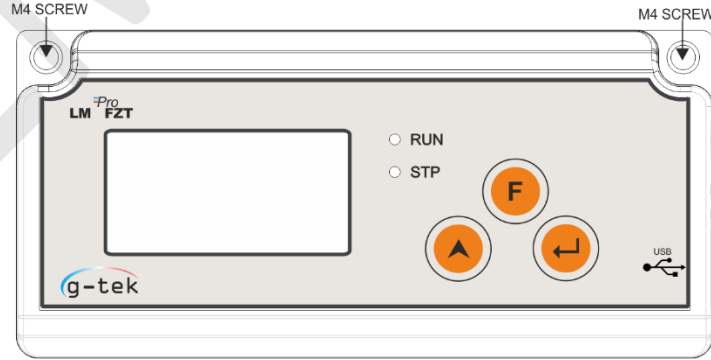 M4 SCREW
M4 SCREW
LM Pro FZT
RUN
STP
F
USB
g-tek